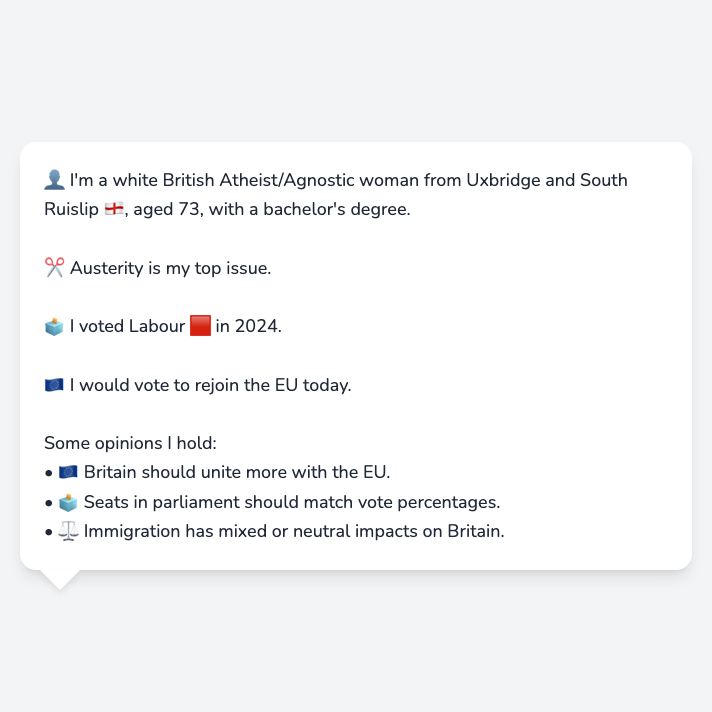 👤 I'm a white British Atheist/Agnostic woman from Uxbridge and South
Ruislip 🏴󠁧󠁢󠁥󠁮󠁧󠁿, aged 73, with a bachelor's degree.
✂️ Austerity is my top issue.
🗳️ I voted Labour 🟥 in 2024.
🇪🇺 I would vote to rejoin the EU today.
Some opinions I hold:
• 🇪🇺 Britain should unite more with the EU.
• 🗳️ Seats in parliament should match vote percentages.
• ⚖️ Immigration has mixed or neutral impacts on Britain.